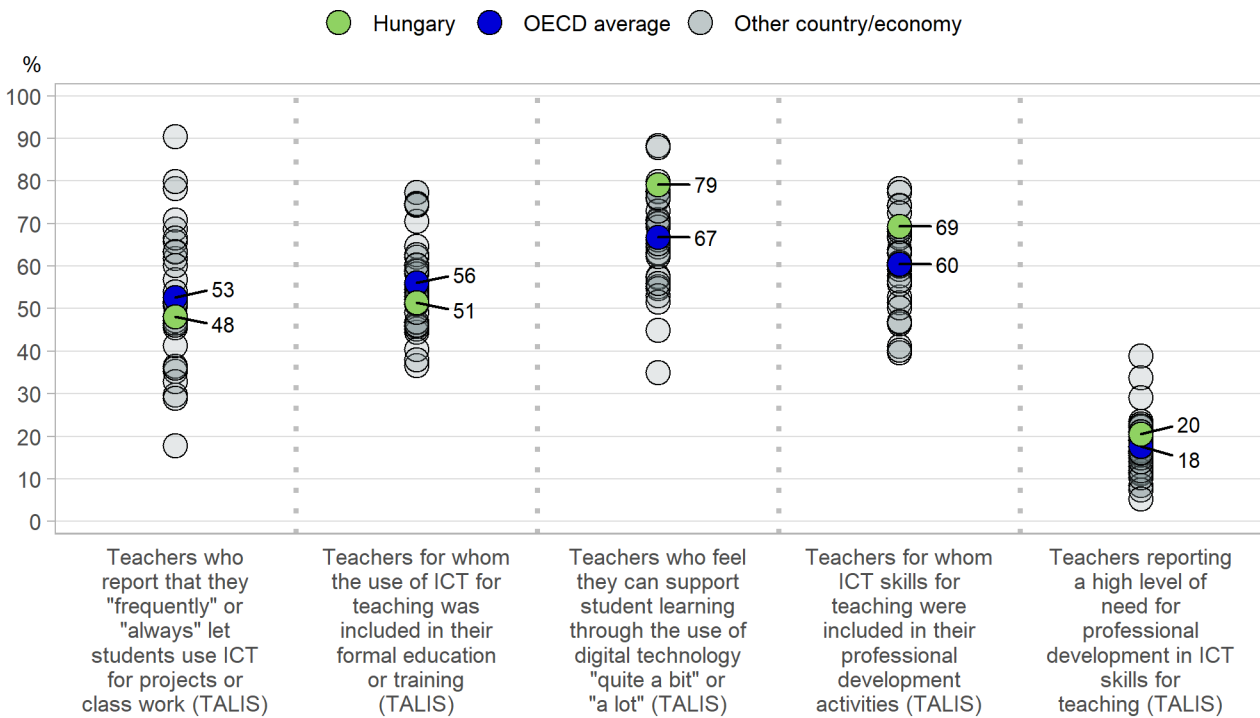 Hungary OECD average Other country/economy
%
100
90
80
70
60
50
40
30
20
10
0
53
48
56
51
79
67
69
60
20
18
Teachers who
report that they
"frequently" or
"always" let
students use ICT
for projects or
class work (TALIS)
Teachers for whom
the use of ICT for
teaching was
included in their
formal education
or training
(TALIS)
Teachers who feel
they can support
student learning
through the use of
digital technology
"quite a bit" or
"a lot" (TALIS)
Teachers for whom
ICT skills for
teaching were
included in their
professional
development
activities (TALIS)
Teachers reporting
a high level of
need for
professional
development in ICT
skills for
teaching (TALIS)